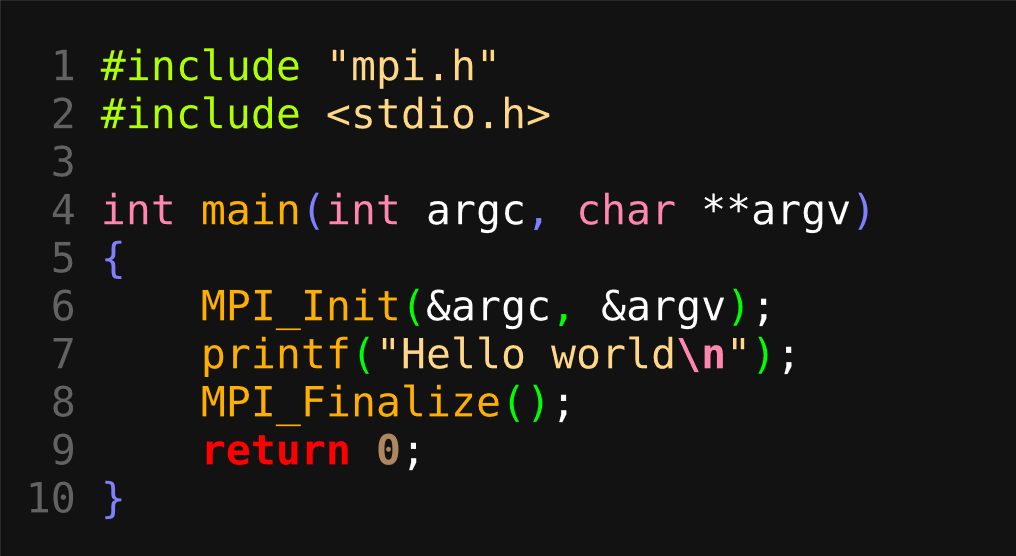 1 #include "mpi.h"
2 #include <stdio.h>
3
4 int main(int argc, char **argv)
5 {
6     MPI_Init(&argc, &argv);
7     printf("Hello world\n");
8     MPI_Finalize();
9     return 0;
10 }